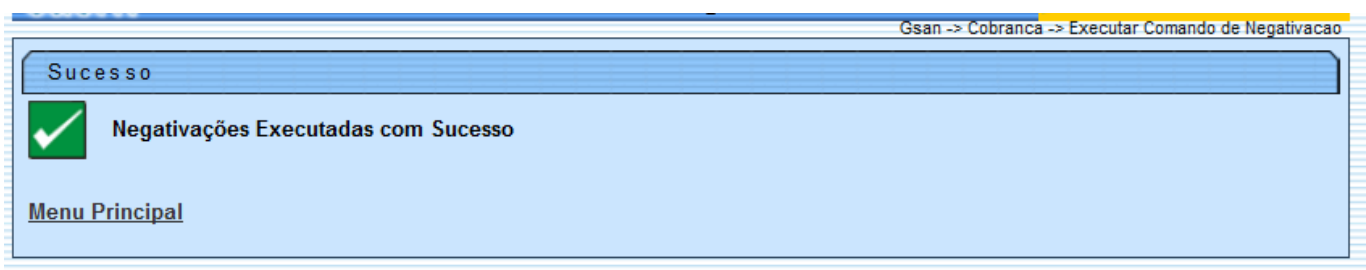 Gsan -> Cobranca -> Executar Comando de Negativacao
Sucesso
Negativações Executadas com Sucesso
Menu Principal